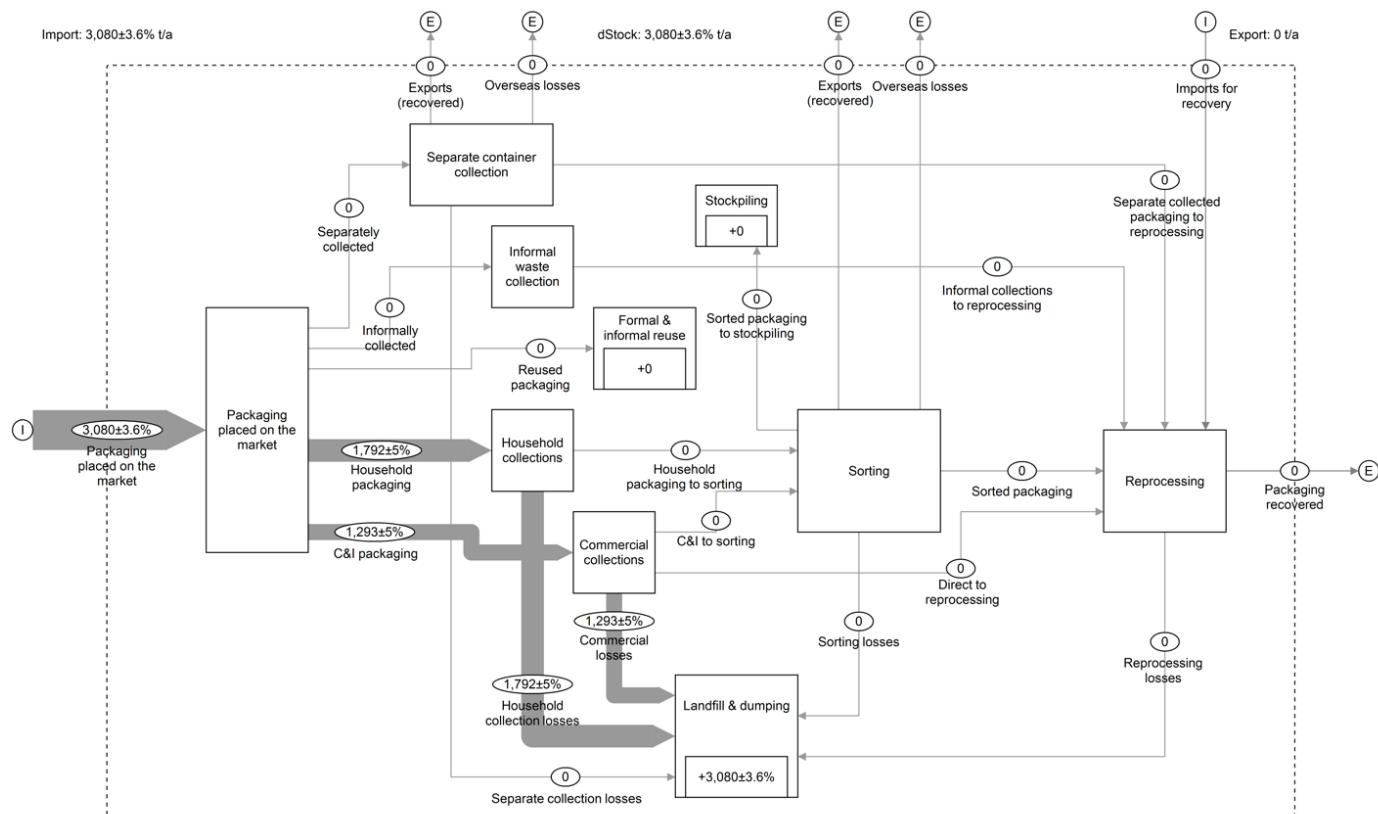 E
E
E
E
I
Import: 3,080±3.6% t/a
dStock: 3,080±3.6% t/a
Export: 0 t/a
0
Exports
(recovered)
0
Overseas losses
0
Exports
(recovered)
0
Overseas losses
0
Imports for
recovery
Separate container
collection
0
Separately
collected
Stockpiling
+0
0
Separate collected
packaging to
reprocessing
Informal
waste
collection
0
Informal collections
to reprocessing
0
Informally
collected
0
Sorted packaging
to stockpiling
Formal &
informal reuse
+0
0
Reused
packaging
I
3,080±3.6%
Packaging
placed on the
market
Packaging
placed on the
market
1,792±5%
Household
packaging
Household
collections
0
Household
packaging to sorting
Sorting
0
Sorted packaging
Reprocessing
0
Packaging
recovered
E
1,293±5%
C&I packaging
Commercial
collections
0
C&I to sorting
0
Direct to
reprocessing
1,293±5%
Commercial
losses
0
Sorting losses
0
Reprocessing
losses
1,792±5%
Household
collection losses
Landfill & dumping
+3,080±3.6%
0
Separate collection losses